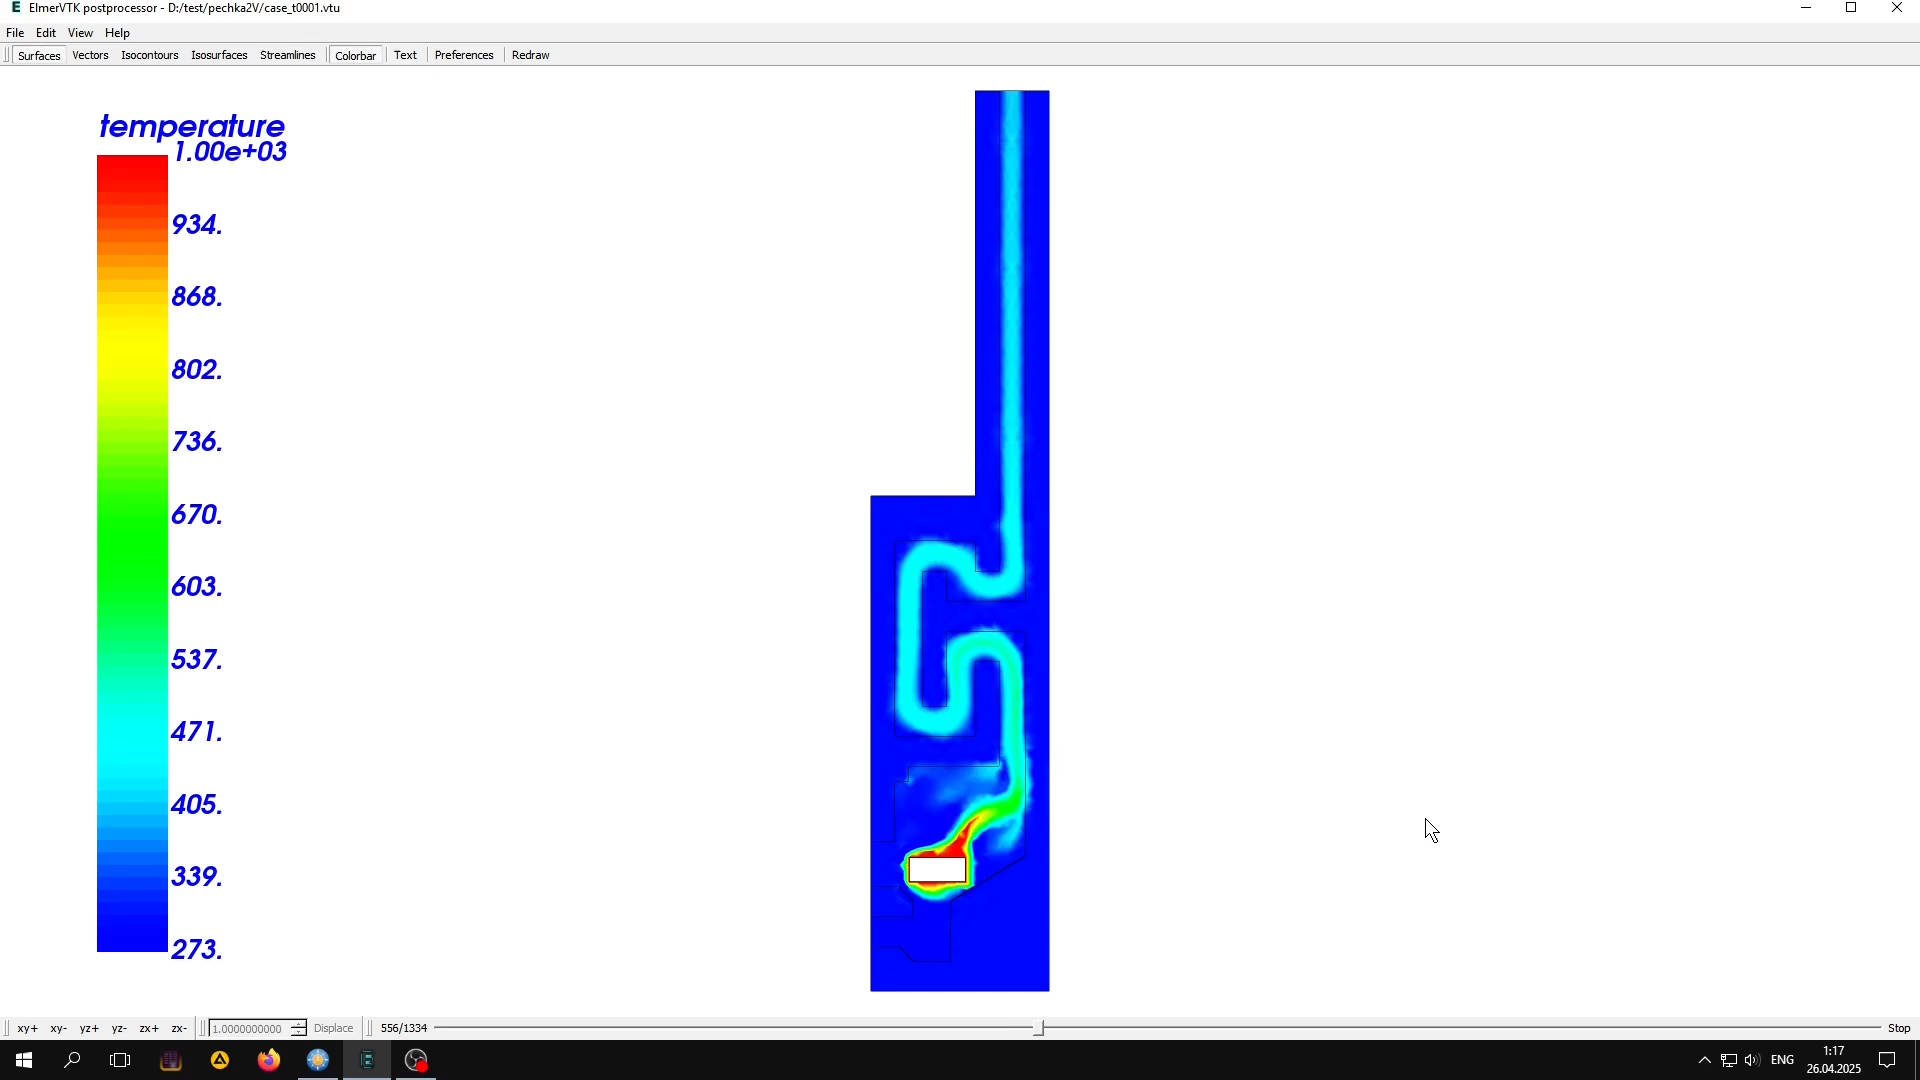 ElmerVTK postprocessor - D:/test/pechka2V/case_t0001.vtu
File Edit View Help
Surfaces Vectors Isocontours Isosurfaces Streamlines Colorbar Text Preferences Redraw
temperature
1.00e+03
934.
868.
802.
736.
670.
603.
537.
471.
405.
339.
273.
xy+ xy- yz+ yz- zx+ zx- 1.0000000000 Displace 556/1334 Stop
ENG
1:17
26.04.2025